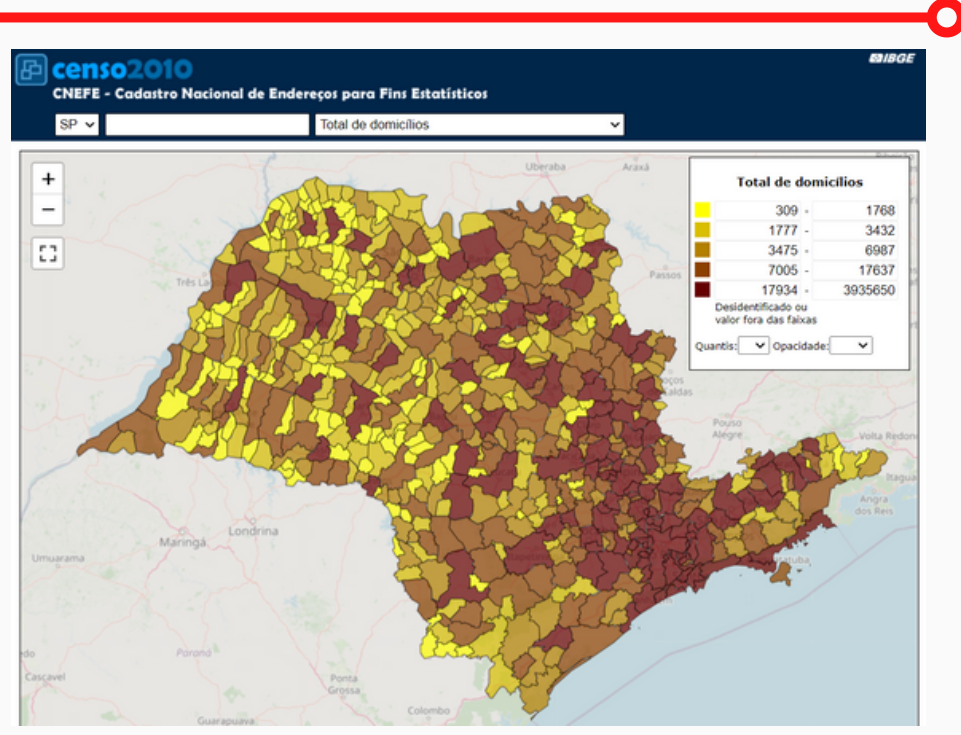 censo2010
IBGE
CNEFE - Cadastro Nacional de Endereços para Fins Estatísticos
SP
Total de domicílios
+
−
Uberaba
Araxá
Total de domicílios
309 - 1768
1777 - 3432
3475 - 6987
7005 - 17637
17934 - 3935650
Desidentificado ou
valor fora das faixas
Quantis:
Opacidade:
Três La
Passos
oços
Caldas
Pouso
Alegre
Volta Redon
Itagua
Angra
dos Reis
Londrina
Maringá
Umuarama
atuba
Paraná
Cascavel
Ponta
Grossa
Colombo
Guarapuava